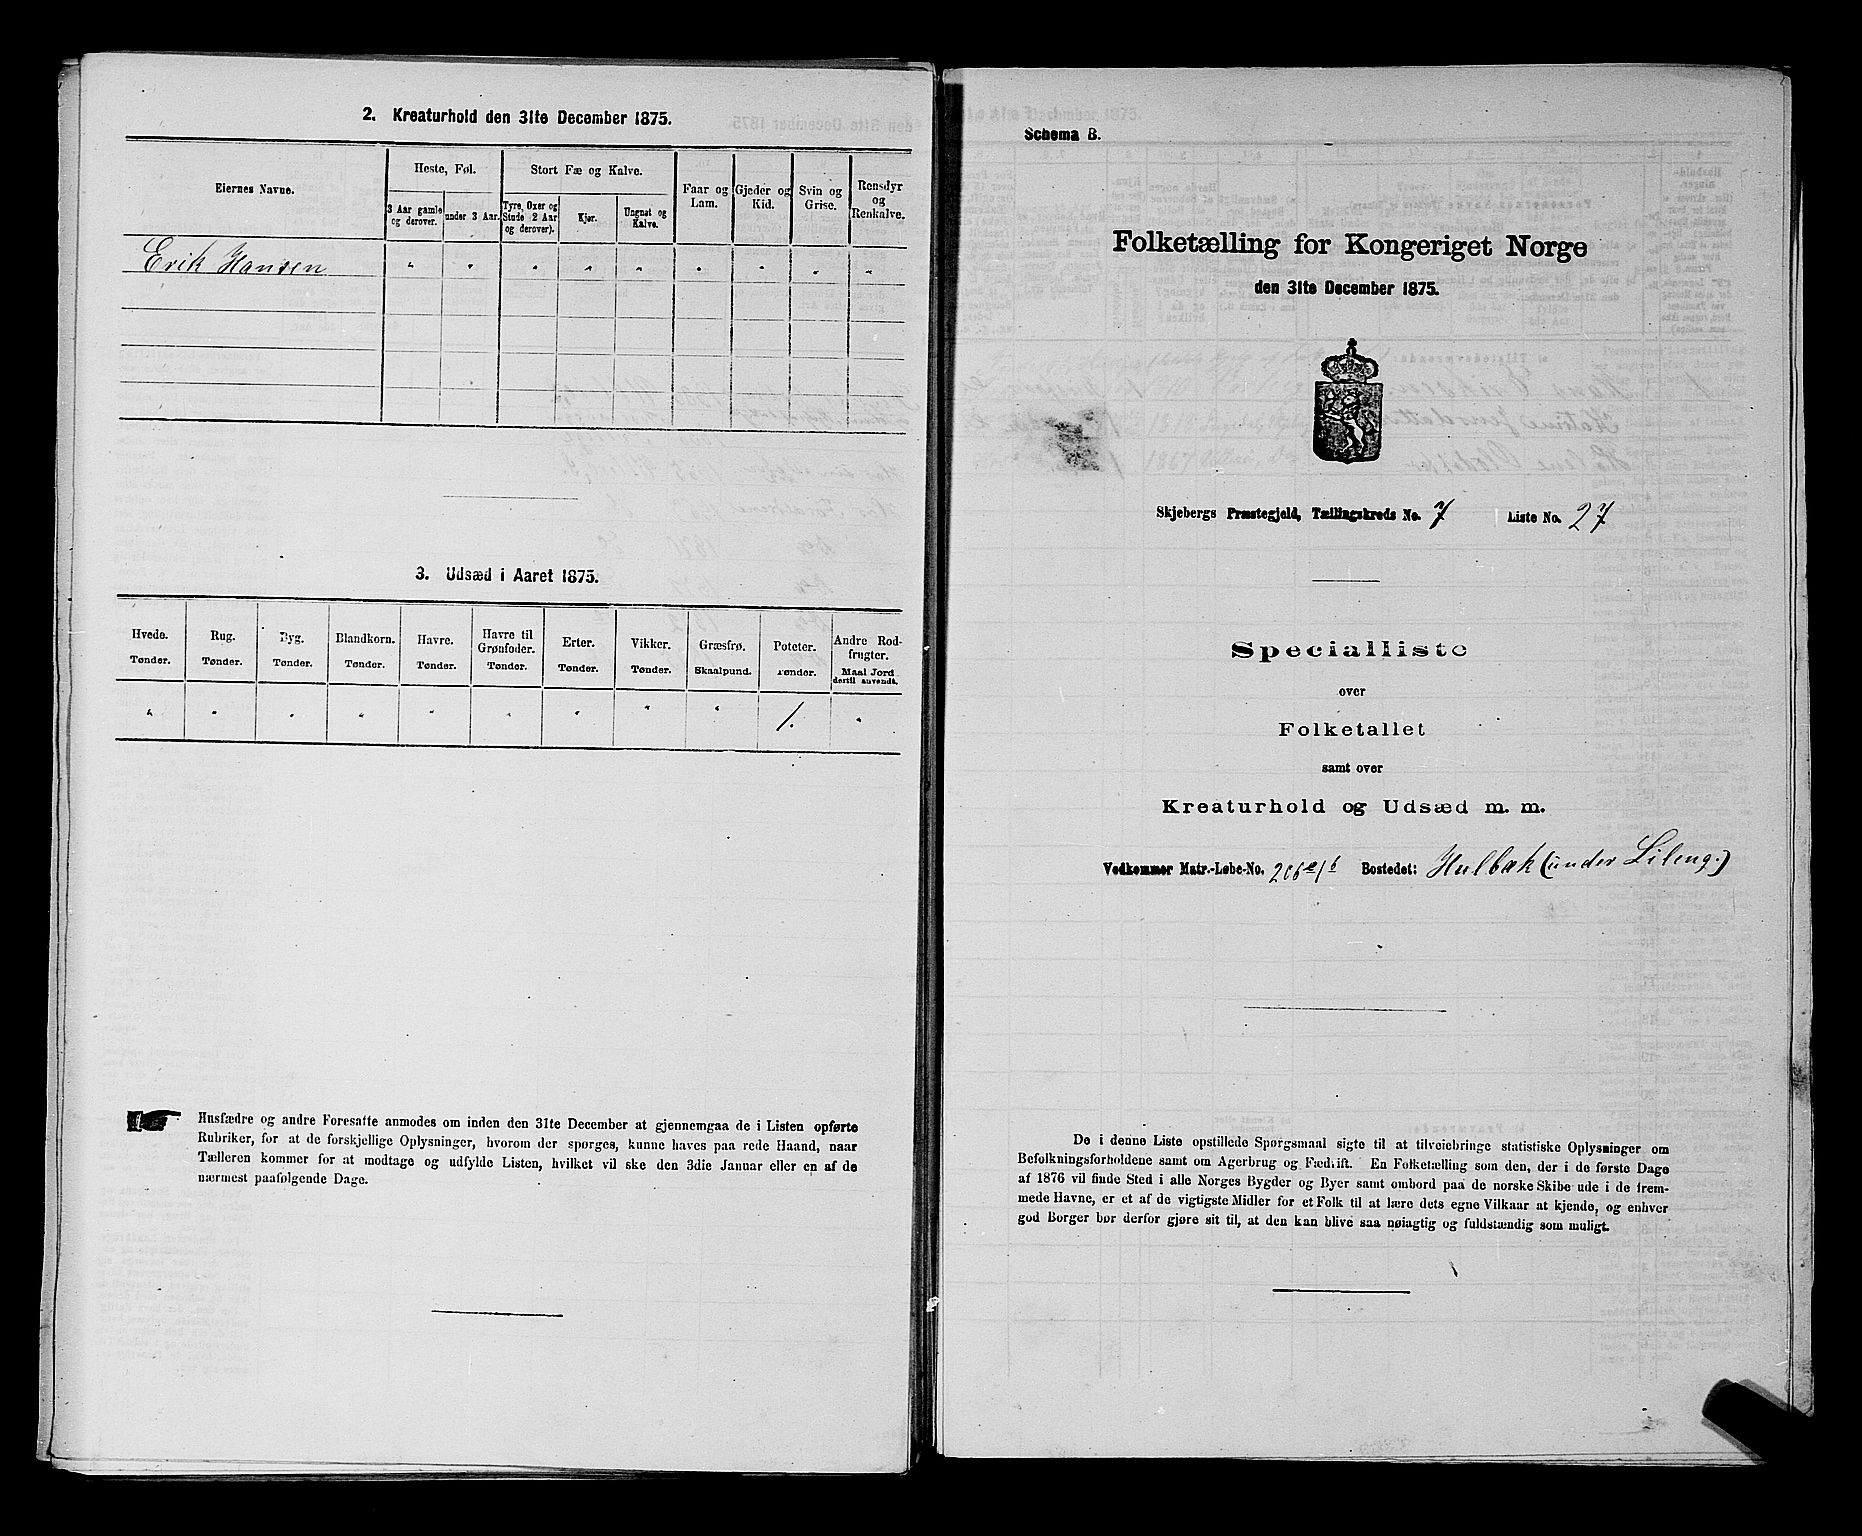 2. Kreaturhold den 31te December 1875.
Eiernes Navne.
Heste, Føl.
Stort Fæ og Kalve.
Faar og Lam.
Gjeder og Kid.
Svin og Grise.
Rensdyr og Renkalve.
3 Aar gamle og derover.
under 3 Aar.
Tyre, Oxer og Stude 2 Aar og derover).
Kjør.
Ungnøt og Kalve.
Erik Hansen " " " " " " " " "
3. Udsæd i Aaret 1875.
Hvede. Rug. Byg. Blandkorn. Havre. Havre til Grønfoder. Erter. Vikker. Græsfrø. Poteter. Andre Rodfrugter.
Tønder. Tønder. Tønder. Tønder. Tønder. Tønder. Tønder. Tønder. Skaalpund. Tønder. Maal Jord dertil anvendt.
" " " " " " " " " 1. "
Husfædre og andre Foresatte anmodes om inden den 31te December at gjennemgaa de i Listen opførte
Rubriker, for at de forskjellige Oplysninger, hvorom der spørges, kunne haves paa rede Haand, naar
Tælleren kommer for at modtage og udfylde Listen, hvilket vil ske den 3die Januar eller en af de
nærmest paafølgende Dage.
Schema B.
Folketælling for Kongeriget Norge
den 31te December 1875.
Skjebergs Præstegjeld, Tællingskreds No. 7 Liste No. 27
Specialliste
over
Folketallet
samt over
Kreaturhold og Udsæd m. m.
Vedkommer Matr.-Løbe-No. 206 Bostedet: Hulbæk (under Lileng.)
De i denne Liste opstillede Spørgsmaal sigte til at tilveiebringe statistiske Oplysninger om
Befolkningsforholdene samt om Agerbrug og Fædrift. En Folketælling som den, der i de første Dage
af 1876 vil finde Sted i alle Norges Bygder og Byer samt ombord paa de norske Skibe ude i de frem-
mede Havne, er et af de vigtigste Midler for et Folk til at lære dets egne Vilkaar at kjende, og enhver
god Borger bør derfor gjøre sit til, at den kan blive saa nøiagtig og fuldstændig som muligt.